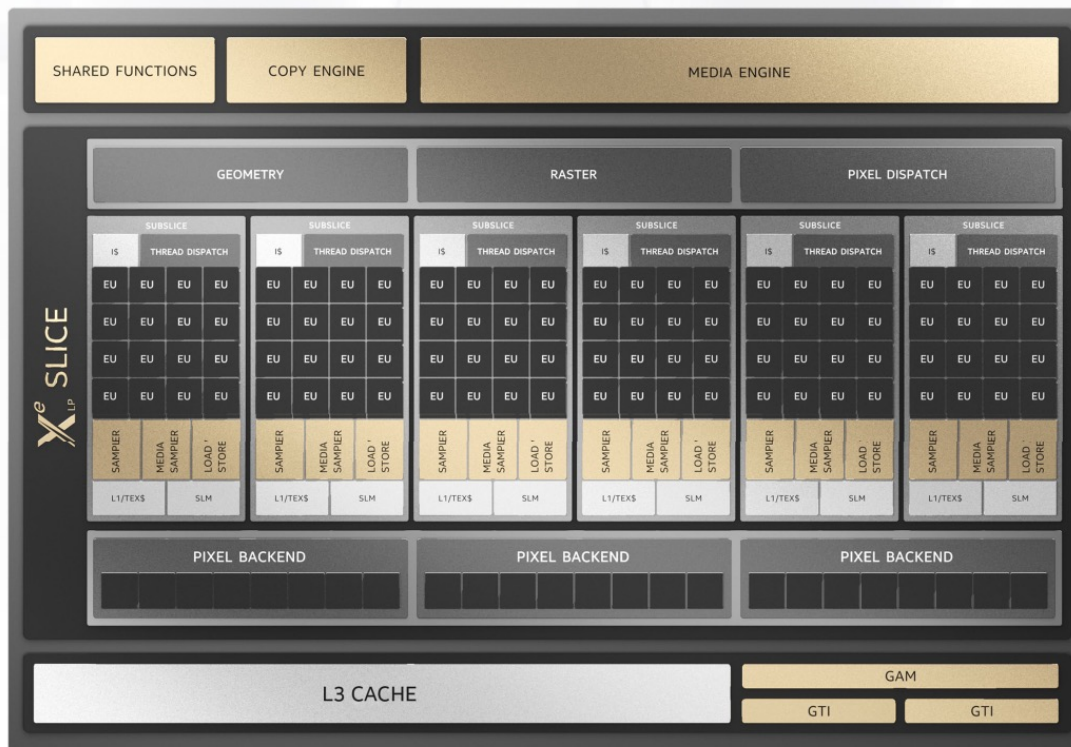 SHARED FUNCTIONS
COPY ENGINE
MEDIA ENGINE
GEOMETRY
RASTER
PIXEL DISPATCH
Xe LP SLICE
SUBSLICE SUBSLICE SUBSLICE SUBSLICE SUBSLICE SUBSLICE
I$ THREAD DISPATCH I$ THREAD DISPATCH I$ THREAD DISPATCH I$ THREAD DISPATCH I$ THREAD DISPATCH I$ THREAD DISPATCH
EU EU EU EU EU EU EU EU EU EU EU EU EU EU EU EU EU EU EU EU EU EU EU EU
EU EU EU EU EU EU EU EU EU EU EU EU EU EU EU EU EU EU EU EU EU EU EU EU
EU EU EU EU EU EU EU EU EU EU EU EU EU EU EU EU EU EU EU EU EU EU EU EU
EU EU EU EU EU EU EU EU EU EU EU EU EU EU EU EU EU EU EU EU EU EU EU EU
SAMPLER
MEDIA
SAMPLER
LOAD /
STORE
SAMPLER
MEDIA
SAMPLER
LOAD /
STORE
SAMPLER
MEDIA
SAMPLER
LOAD /
STORE
SAMPLER
MEDIA
SAMPLER
LOAD /
STORE
SAMPLER
MEDIA
SAMPLER
LOAD /
STORE
SAMPLER
MEDIA
SAMPLER
LOAD /
STORE
L1/TEX$ SLM L1/TEX$ SLM L1/TEX$ SLM L1/TEX$ SLM L1/TEX$ SLM L1/TEX$ SLM
PIXEL BACKEND
PIXEL BACKEND
PIXEL BACKEND
L3 CACHE
GAM
GTI
GTI